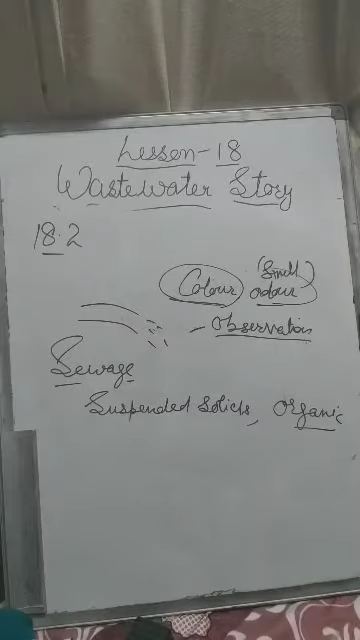 Lesson-18
Wastewater Story
18.2
(Smell)
Colour odour
- Observation
Sewage
Suspended solids, Organic